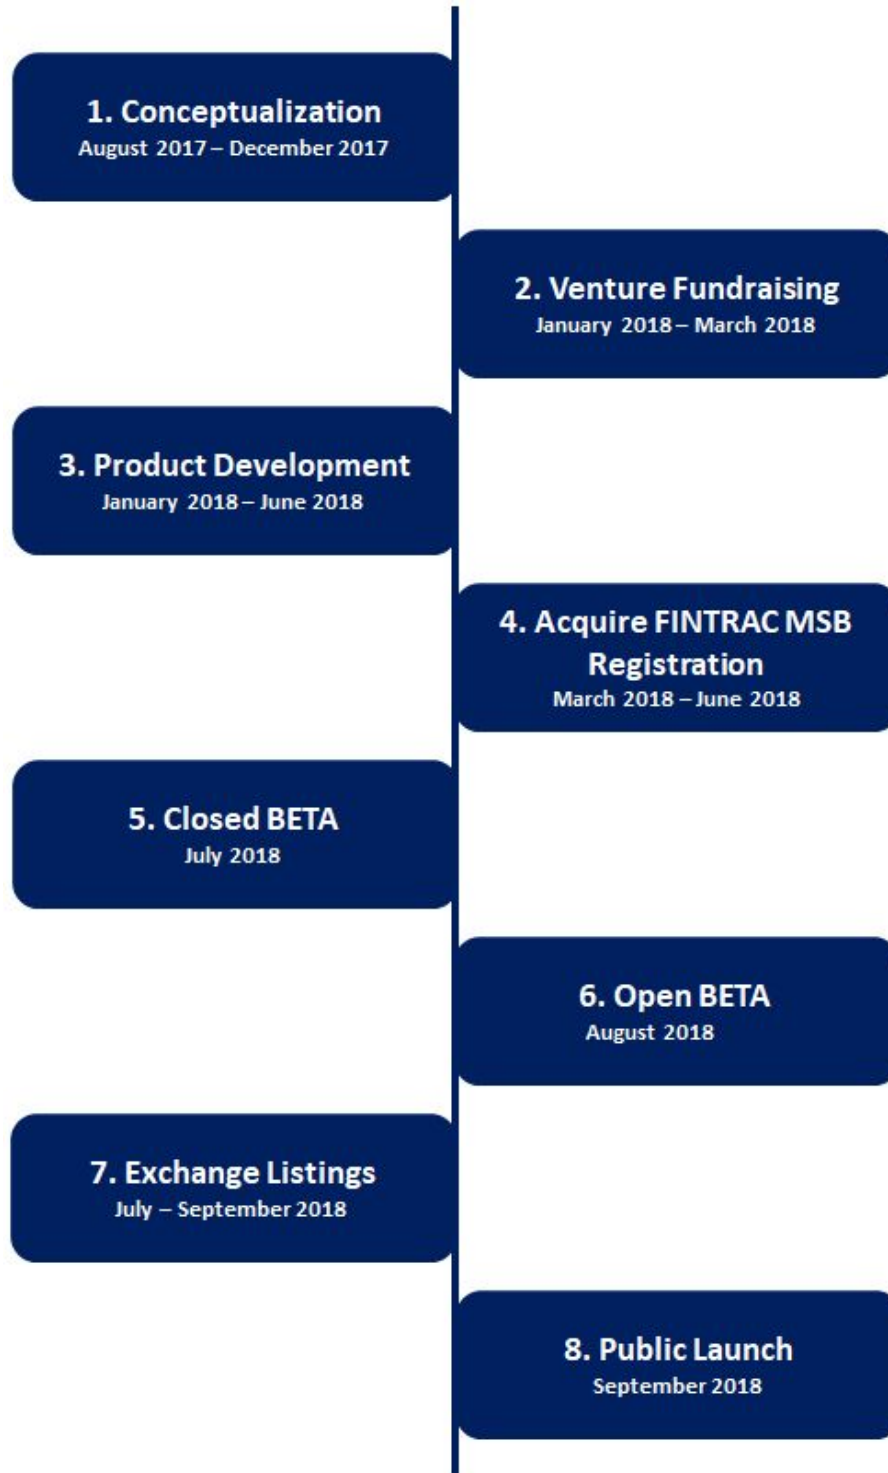 1. Conceptualization
August 2017 – December 2017
2. Venture Fundraising
January 2018 – March 2018
3. Product Development
January 2018 – June 2018
4. Acquire FINTRAC MSB
Registration
March 2018 – June 2018
5. Closed BETA
July 2018
6. Open BETA
August 2018
7. Exchange Listings
July – September 2018
8. Public Launch
September 2018